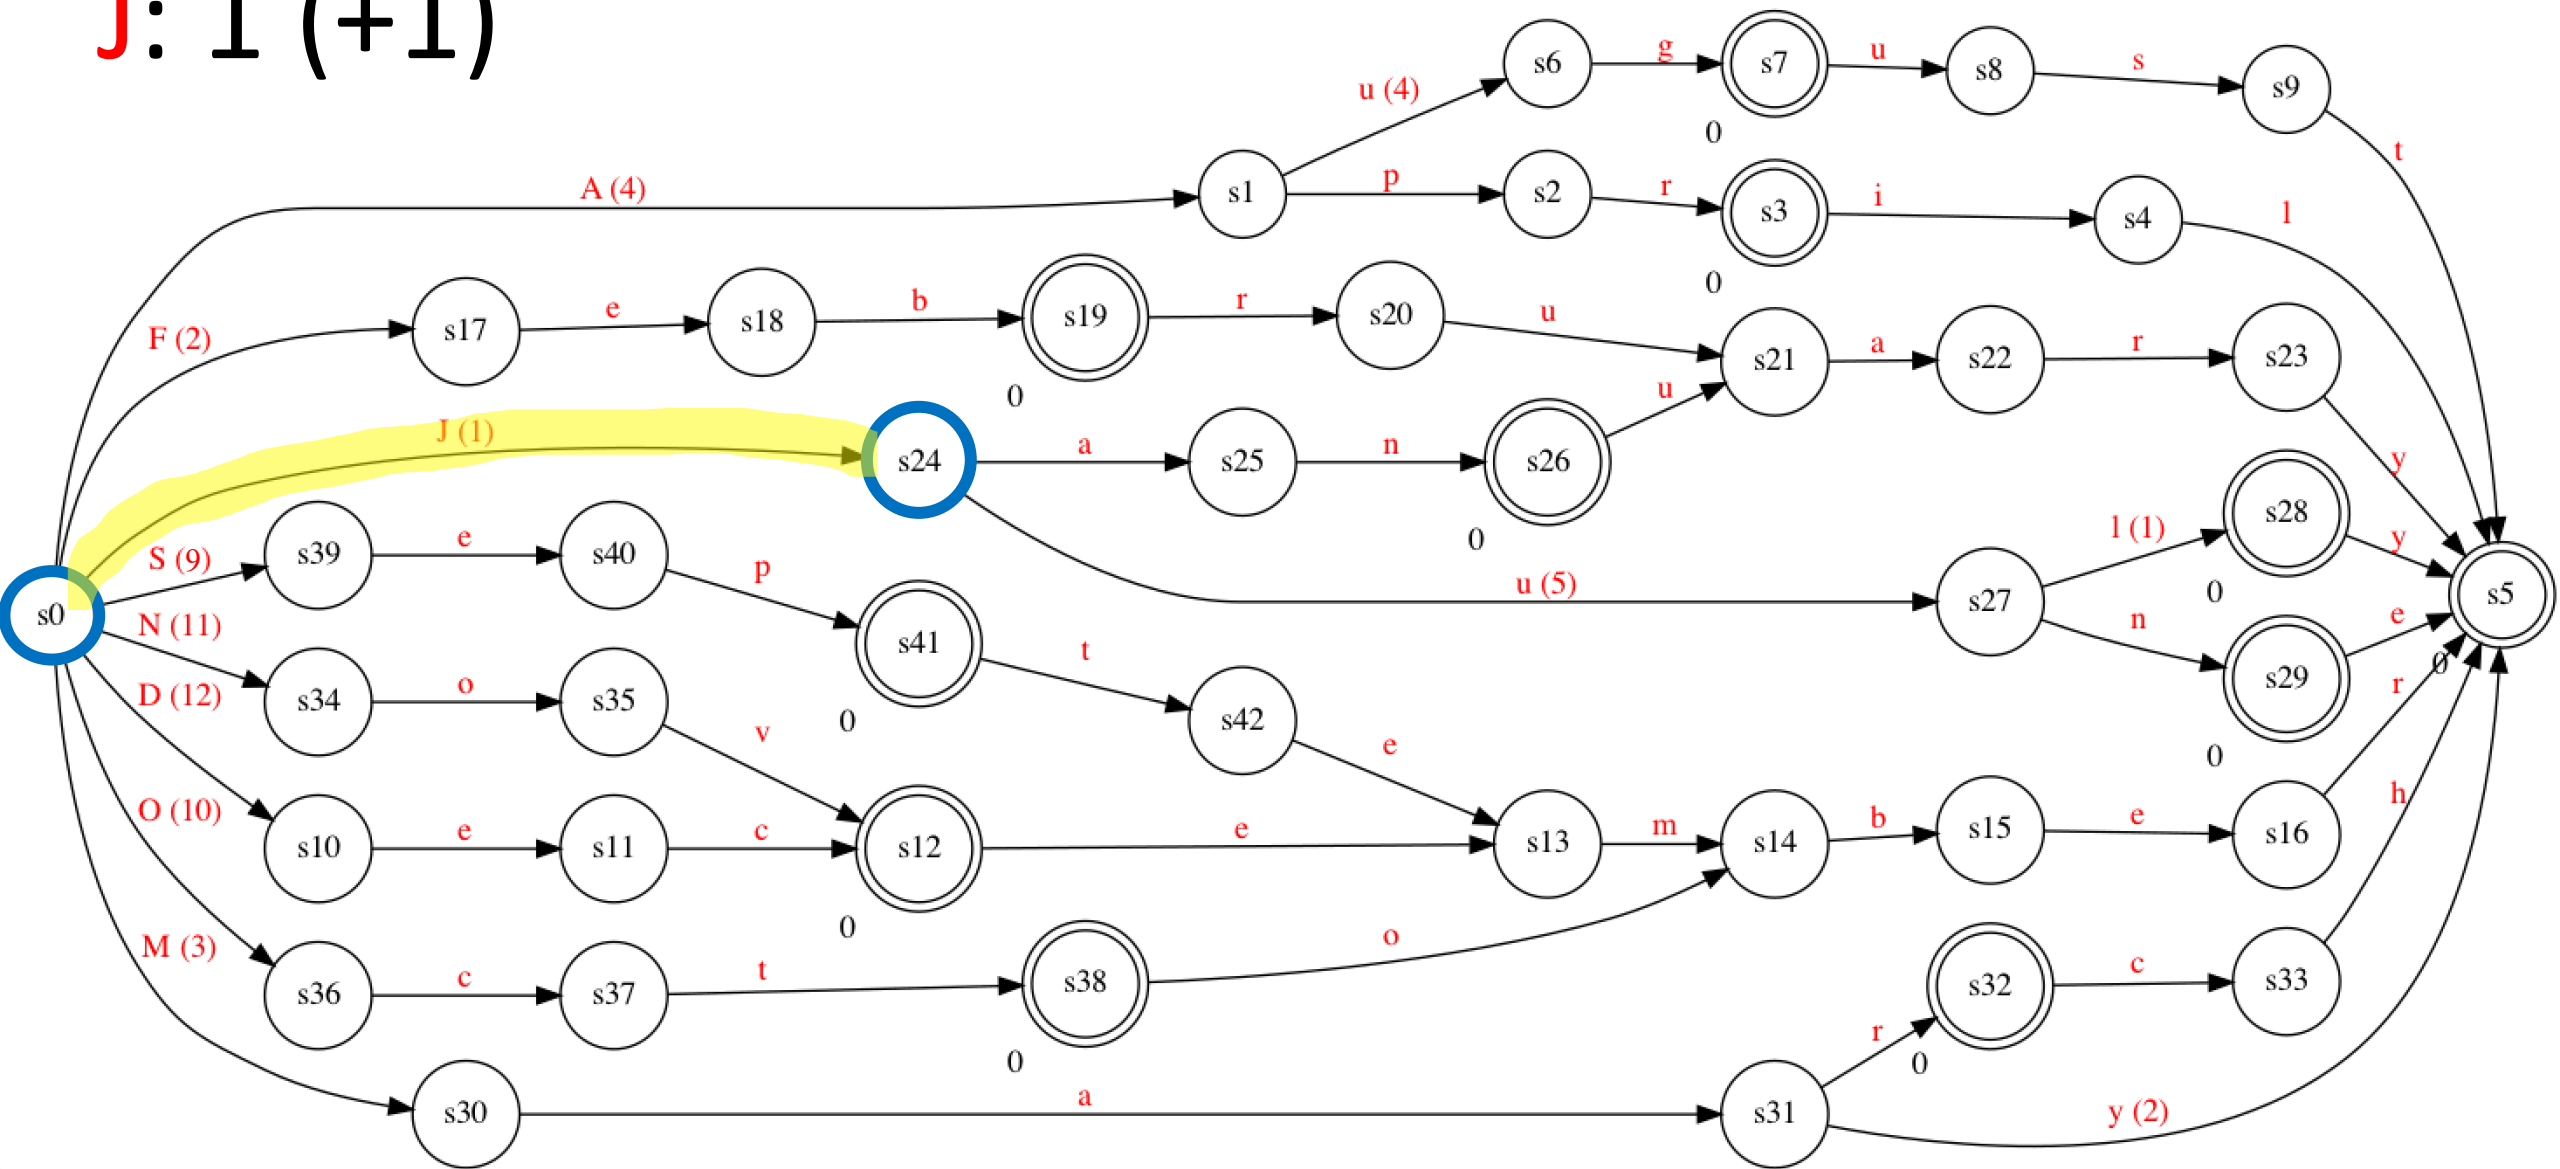 J: 1 (+1)
s6 g s7 u s8 s s9
u (4) 0 t
A (4) s1 p s2 r s3 i s4 l
0
F (2) s17 e s18 b s19 r s20 u s21 a s22 r s23
0 u y
J (1) s24 a s25 n s26
0
u (5) s27 l (1) s28 y
0
n s29 e s5
0 0
s0
S (9) s39 e s40 p s41 t s42 e
0
N (11) s34 o s35 v
D (12) s10 e s11 c s12 e s13 m s14 b s15 e s16 r
0
O (10) s36 c s37 t s38 o
0
M (3) s30 a s31 r s32 c s33 h
0
y (2)